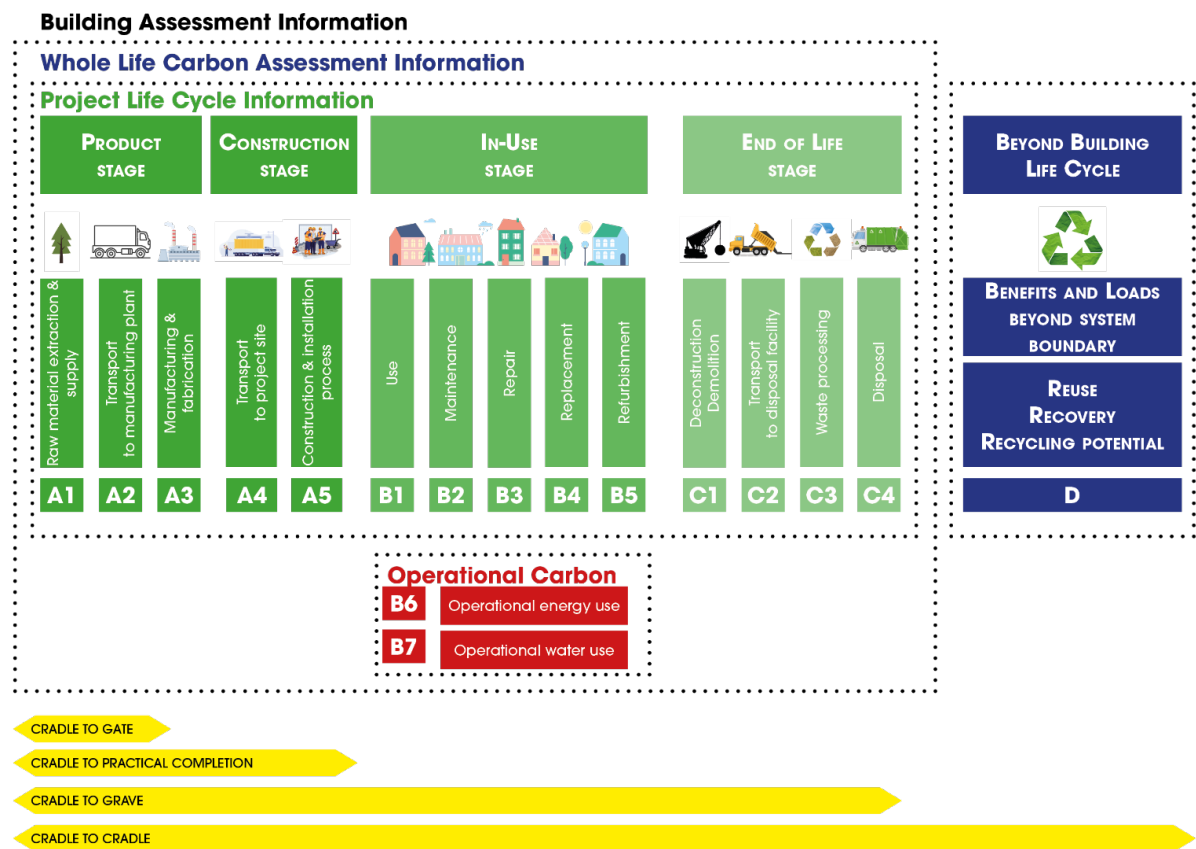 Building Assessment Information
Whole Life Carbon Assessment Information
Project Life Cycle Information
PRODUCT
STAGE
CONSTRUCTION
STAGE
IN-USE
STAGE
END OF LIFE
STAGE
BEYOND BUILDING
LIFE CYCLE
Raw material extraction &
supply
Transport
to manufacturing plant
Manufacturing &
fabrication
Transport
to project site
Construction & installation
process
Use
Maintenance
Repair
Replacement
Refurbishment
Deconstruction
Demolition
Transport
to disposal facility
Waste processing
Disposal
BENEFITS AND LOADS
BEYOND SYSTEM
BOUNDARY
REUSE
RECOVERY
RECYCLING POTENTIAL
A1
A2
A3
A4
A5
B1
B2
B3
B4
B5
C1
C2
C3
C4
D
Operational Carbon
B6
Operational energy use
B7
Operational water use
CRADLE TO GATE
CRADLE TO PRACTICAL COMPLETION
CRADLE TO GRAVE
CRADLE TO CRADLE